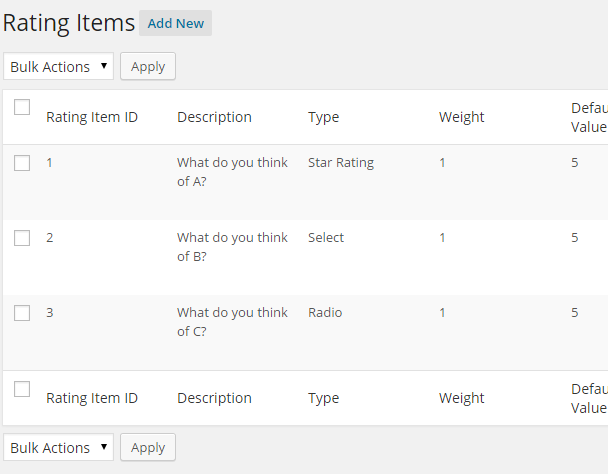 Rating Items Add New
Bulk Actions Apply
Rating Item ID Description Type Weight Defau
Value
1 What do you think of A? Star Rating 1 5
2 What do you think of B? Select 1 5
3 What do you think of C? Radio 1 5
Rating Item ID Description Type Weight Defau
Value
Bulk Actions Apply